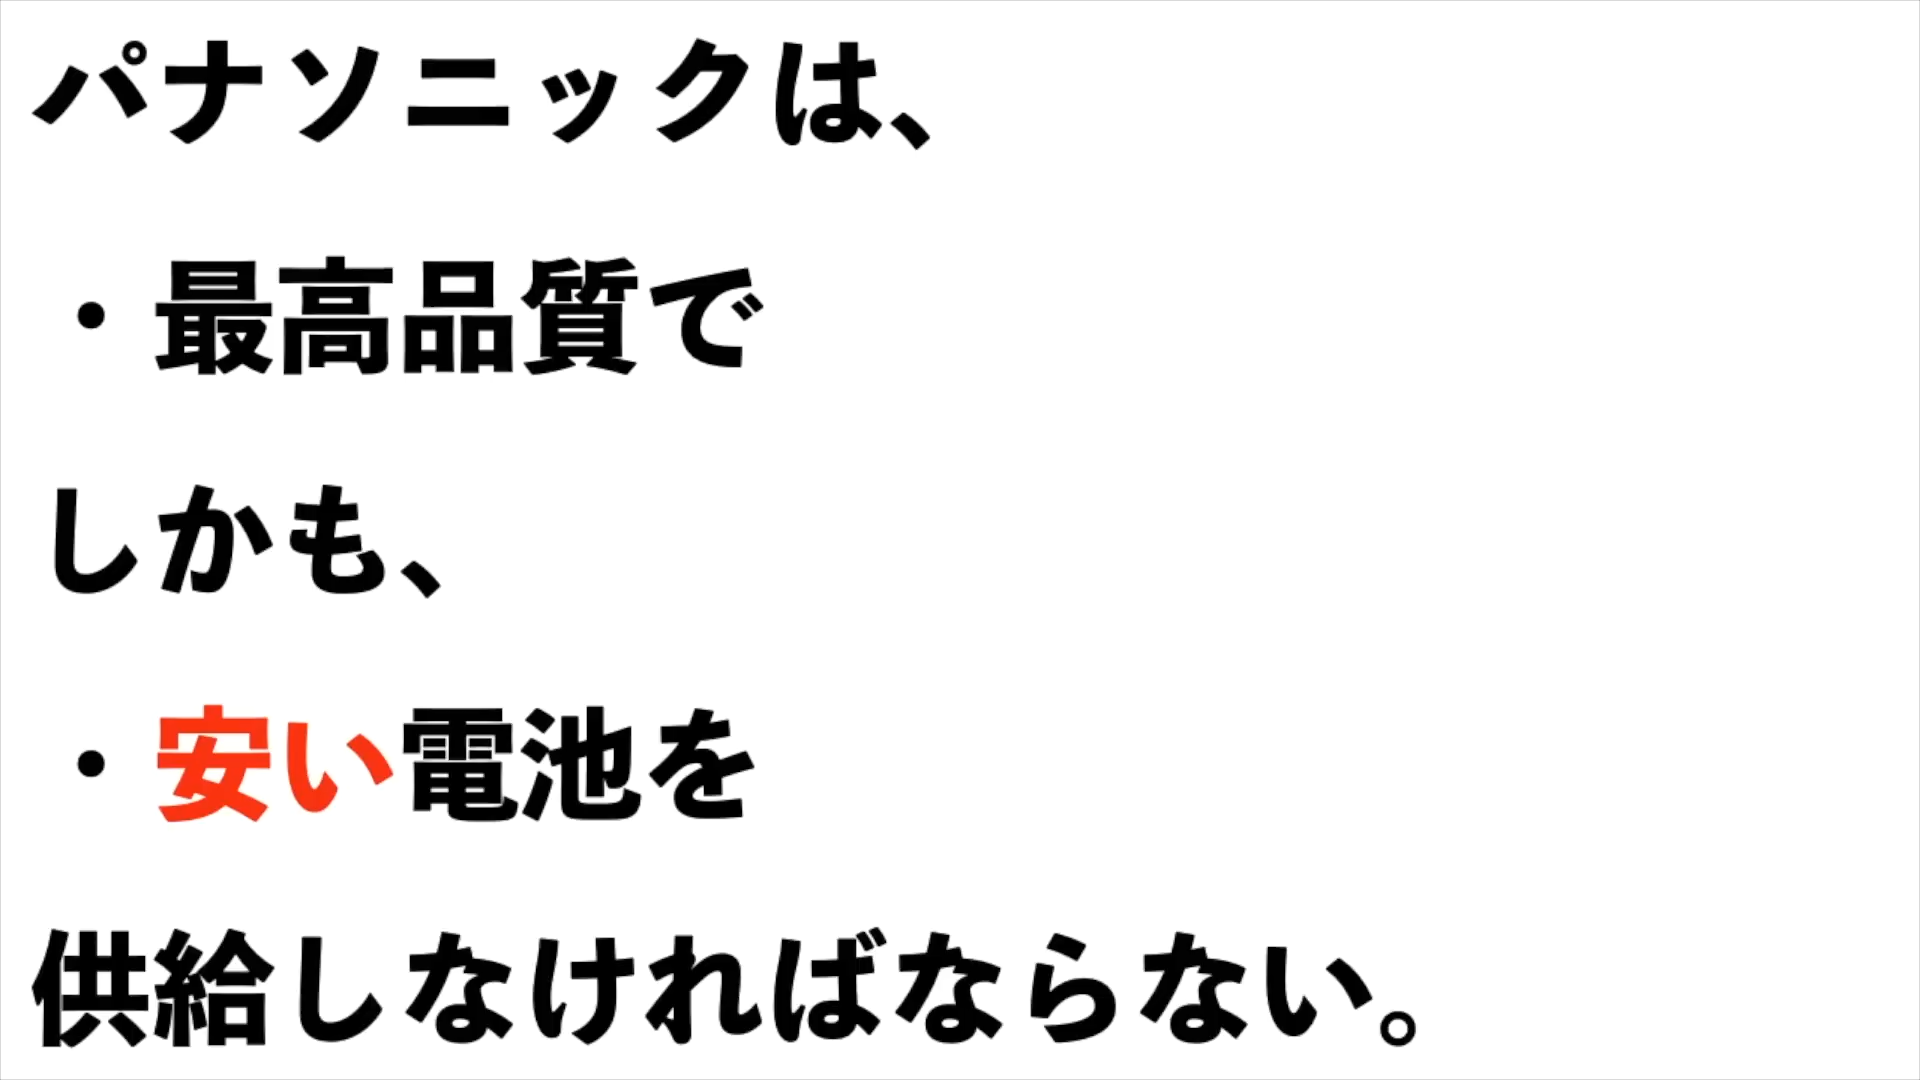 パナソニックは、
・最高品質で
しかも、
・安い電池を
供給しなければならない。